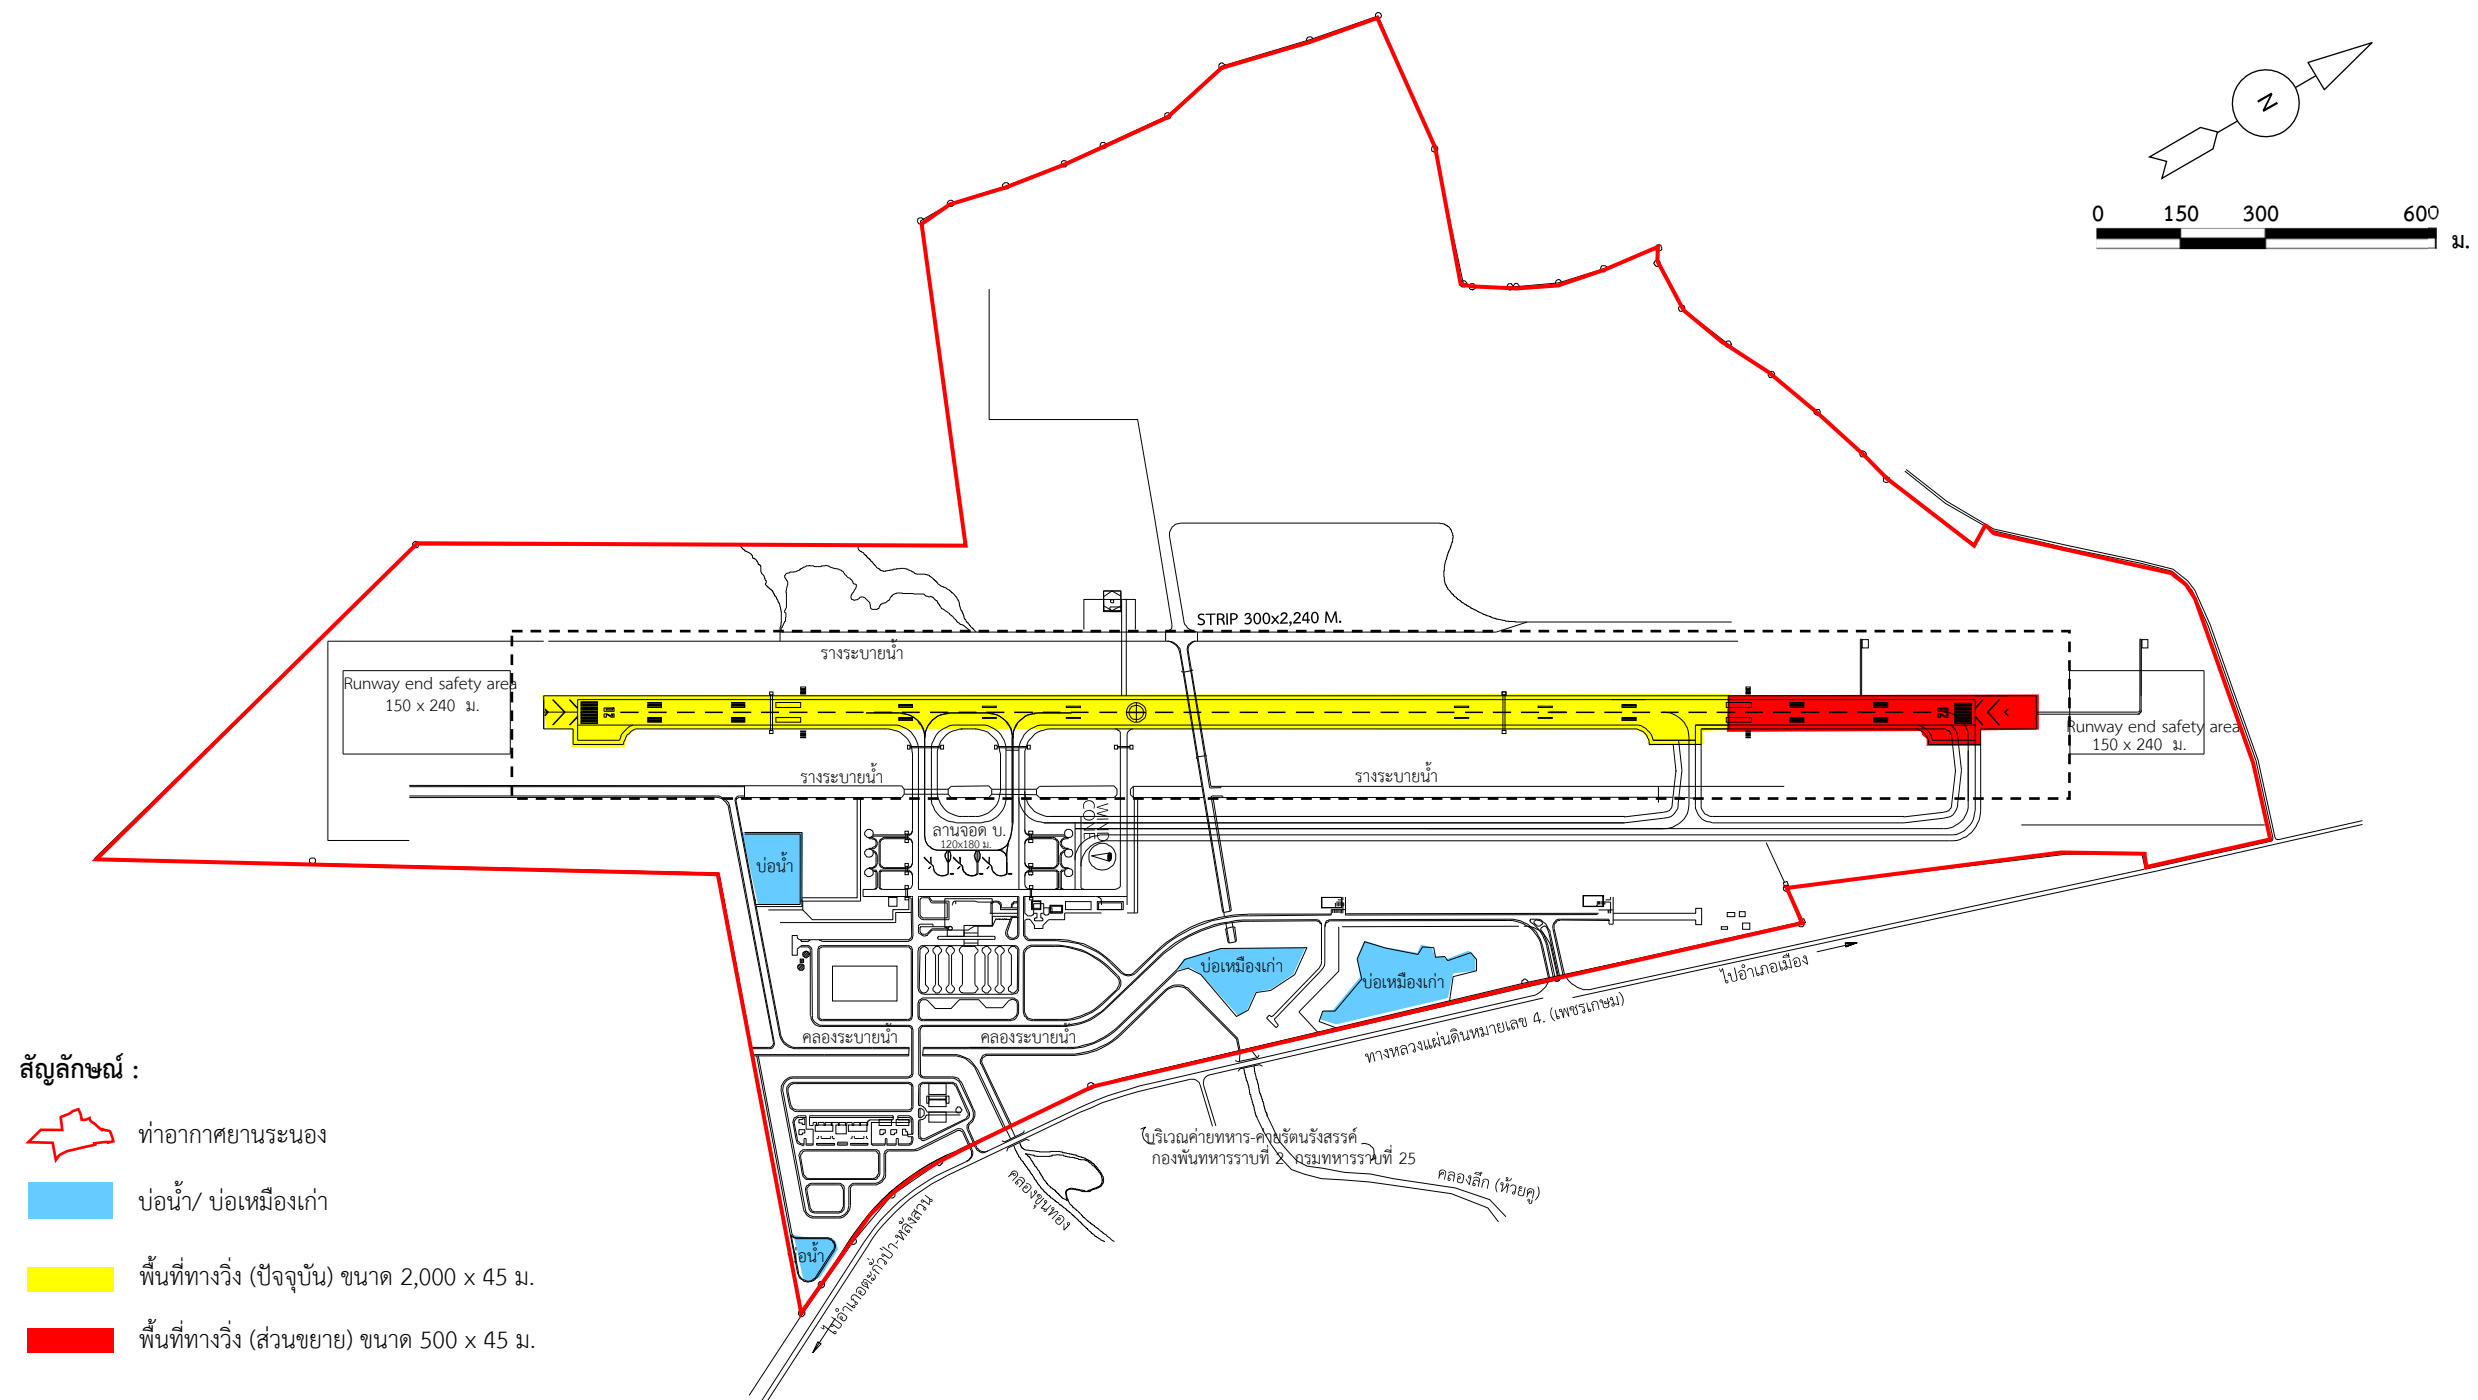 N
0 150 300 600
ม.
STRIP 300x2,240 M.
รางระบายน้ำ
Runway end safety area
150 x 240 ม.
Runway end safety area
150 x 240 ม.
รางระบายน้ำ
รางระบายน้ำ
WIND
CONE
ลานจอด บ.
120x180 ม.
บ่อน้ำ
บ่อเหมืองเก่า
บ่อเหมืองเก่า
ไปอำเภอเมือง
ทางหลวงแผ่นดินหมายเลข 4. (เพชรเกษม)
คลองระบายน้ำ
คลองระบายน้ำ
บริเวณค่ายทหาร-ค่ายรัตนรังสรรค์
กองพันทหารราบที่ 2 กรมทหารราบที่ 25
คลองลึก (ห้วยคู)
คลองขุนทอง
ไปอำเภอตะกั่วป่า-หลังสวน
บ่อน้ำ
สัญลักษณ์ :
ท่าอากาศยานระนอง
บ่อน้ำ/ บ่อเหมืองเก่า
พื้นที่ทางวิ่ง (ปัจจุบัน) ขนาด 2,000 x 45 ม.
พื้นที่ทางวิ่ง (ส่วนขยาย) ขนาด 500 x 45 ม.